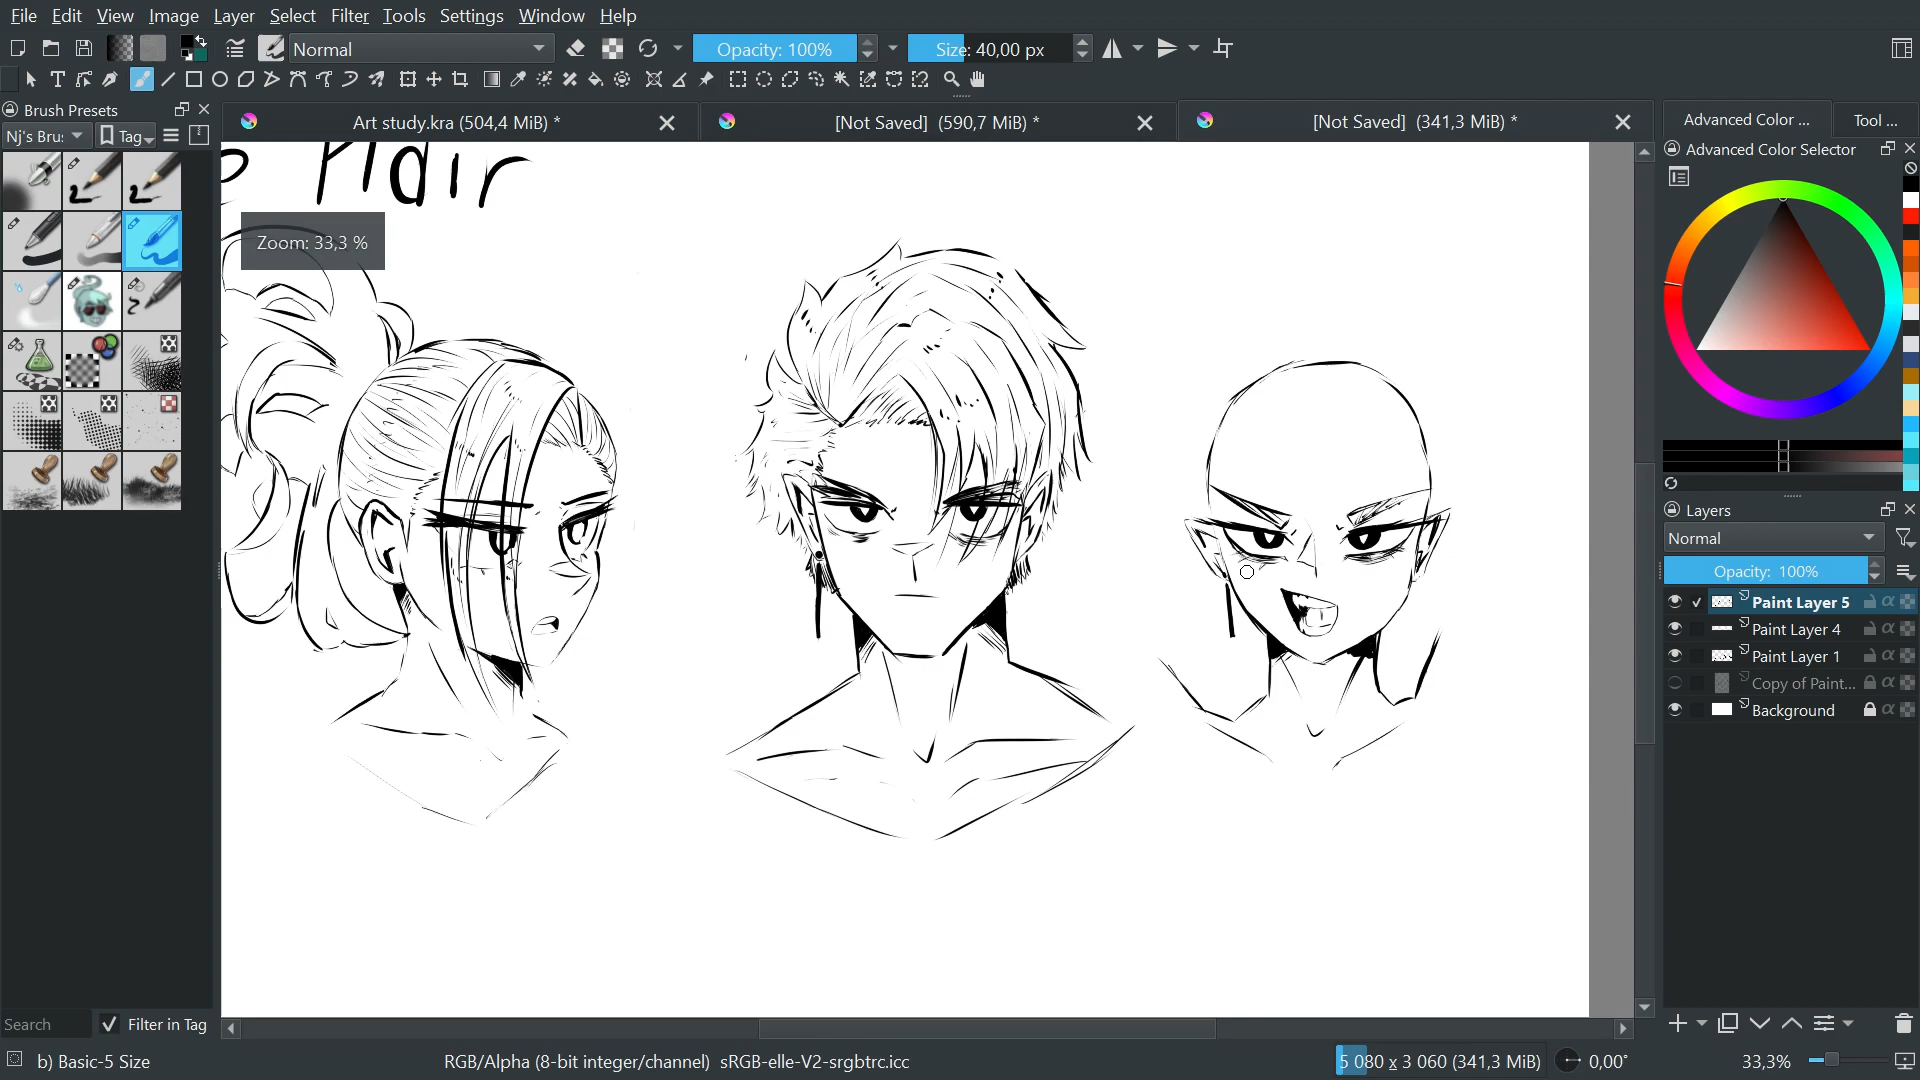 File Edit View Image Layer Select Filter Tools Settings Window Help
Normal Opacity: 100% Size: 40,00 px
Brush Presets
Nj's Bru: Tag
Art study.kra (504,4 MiB) *
[Not Saved] (590,7 MiB) *
[Not Saved] (341,3 MiB) *
Advanced Color ... Tool ...
Advanced Color Selector
Hair
Zoom: 33,3 %
Layers
Normal
Opacity: 100%
Paint Layer 5
Paint Layer 4
Paint Layer 1
Copy of Paint...
Background
Search Filter in Tag
b) Basic-5 Size RGB/Alpha (8-bit integer/channel) sRGB-elle-V2-srgbtrc.icc 5 080 x 3 060 (341,3 MiB) 0,00° 33,3%